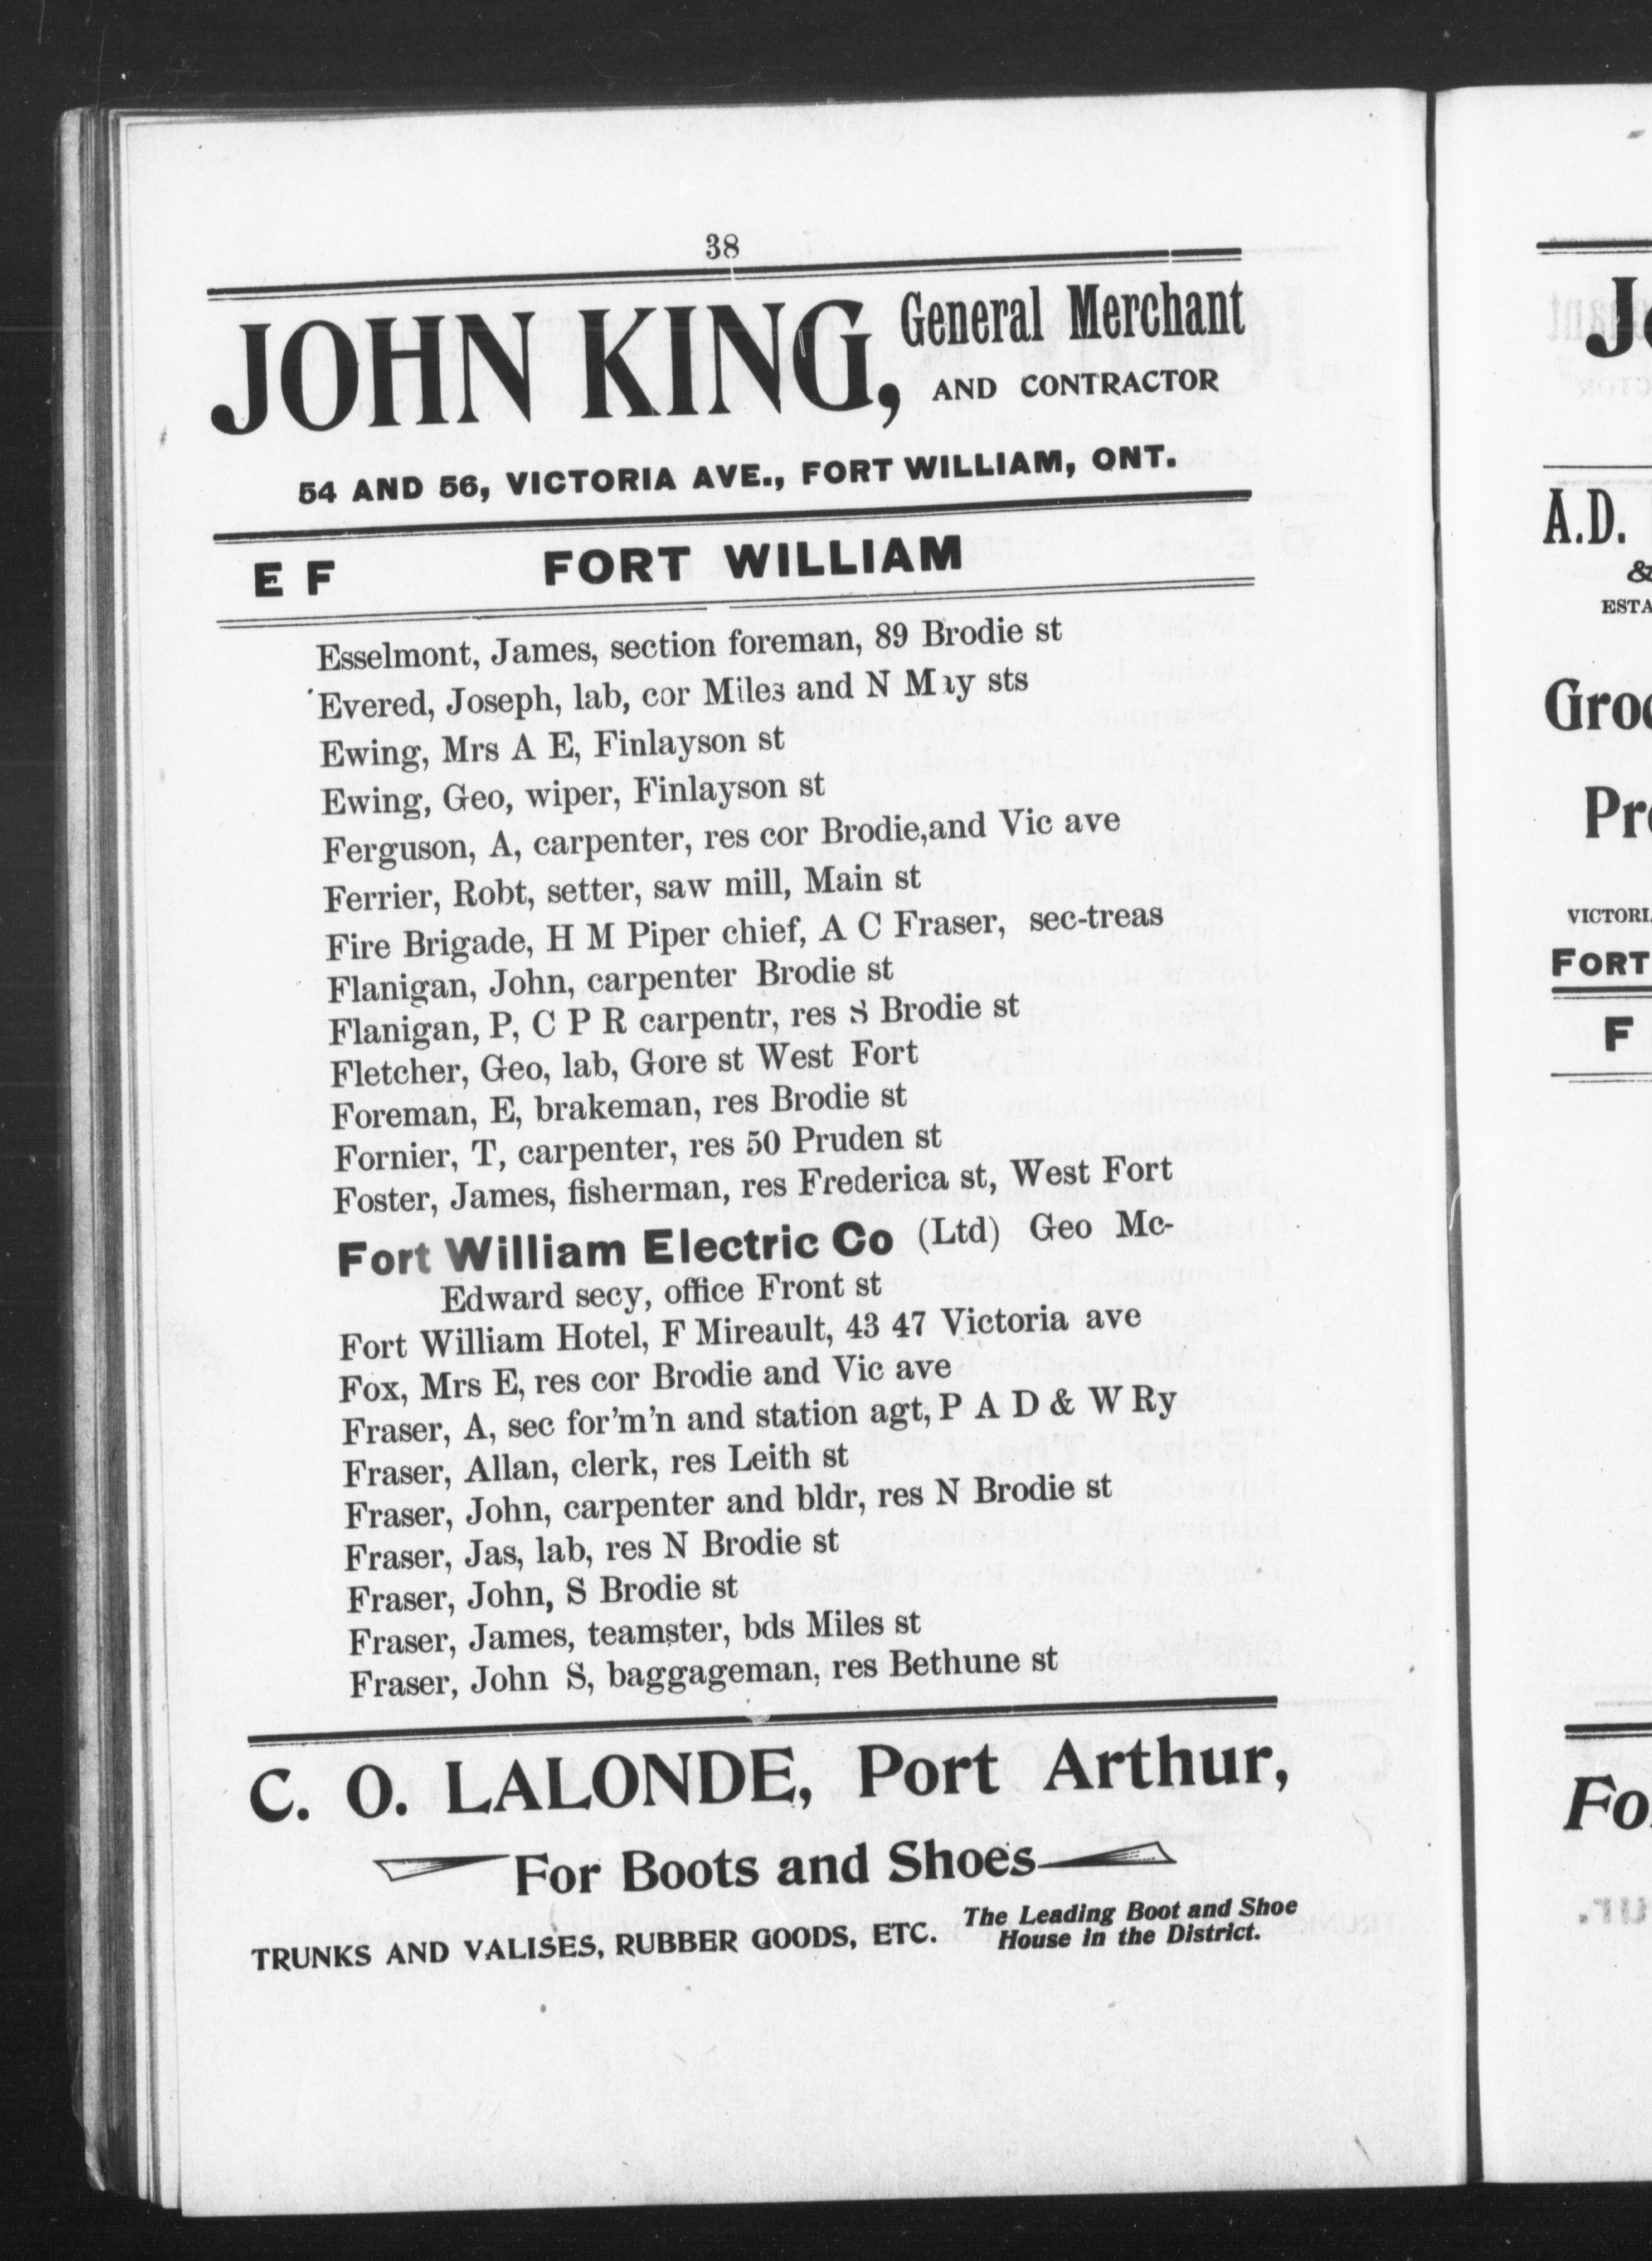 38
JOHN KING, General Merchant
AND CONTRACTOR
54 AND 56, VICTORIA AVE., FORT WILLIAM, ONT.
E F FORT WILLIAM
Esselmont, James, section foreman, 89 Brodie st
Evered, Joseph, lab, cor Miles and N May sts
Ewing, Mrs A E, Finlayson st
Ewing, Geo, wiper, Finlayson st
Ferguson, A, carpenter, res cor Brodie,and Vic ave
Ferrier, Robt, setter, saw mill, Main st
Fire Brigade, H M Piper chief, A C Fraser, sec-treas
Flanigan, John, carpenter Brodie st
Flanigan, P, C P R carpentr, res S Brodie st
Fletcher, Geo, lab, Gore st West Fort
Foreman, E, brakeman, res Brodie st
Fornier, T, carpenter, res 50 Pruden st
Foster, James, fisherman, res Frederica st, West Fort
Fort William Electric Co (Ltd) Geo Mc-
Edward secy, office Front st
Fort William Hotel, F Mireault, 43 47 Victoria ave
Fox, Mrs E, res cor Brodie and Vic ave
Fraser, A, sec for'm'n and station agt, P A D & W Ry
Fraser, Allan, clerk, res Leith st
Fraser, John, carpenter and bldr, res N Brodie st
Fraser, Jas, lab, res N Brodie st
Fraser, John, S Brodie st
Fraser, James, teamster, bds Miles st
Fraser, John S, baggageman, res Bethune st
C. O. LALONDE, Port Arthur,
For Boots and Shoes
TRUNKS AND VALISES, RUBBER GOODS, ETC. The Leading Boot and Shoe
House in the District.
A.D.
&
VICTORI
FORT
F